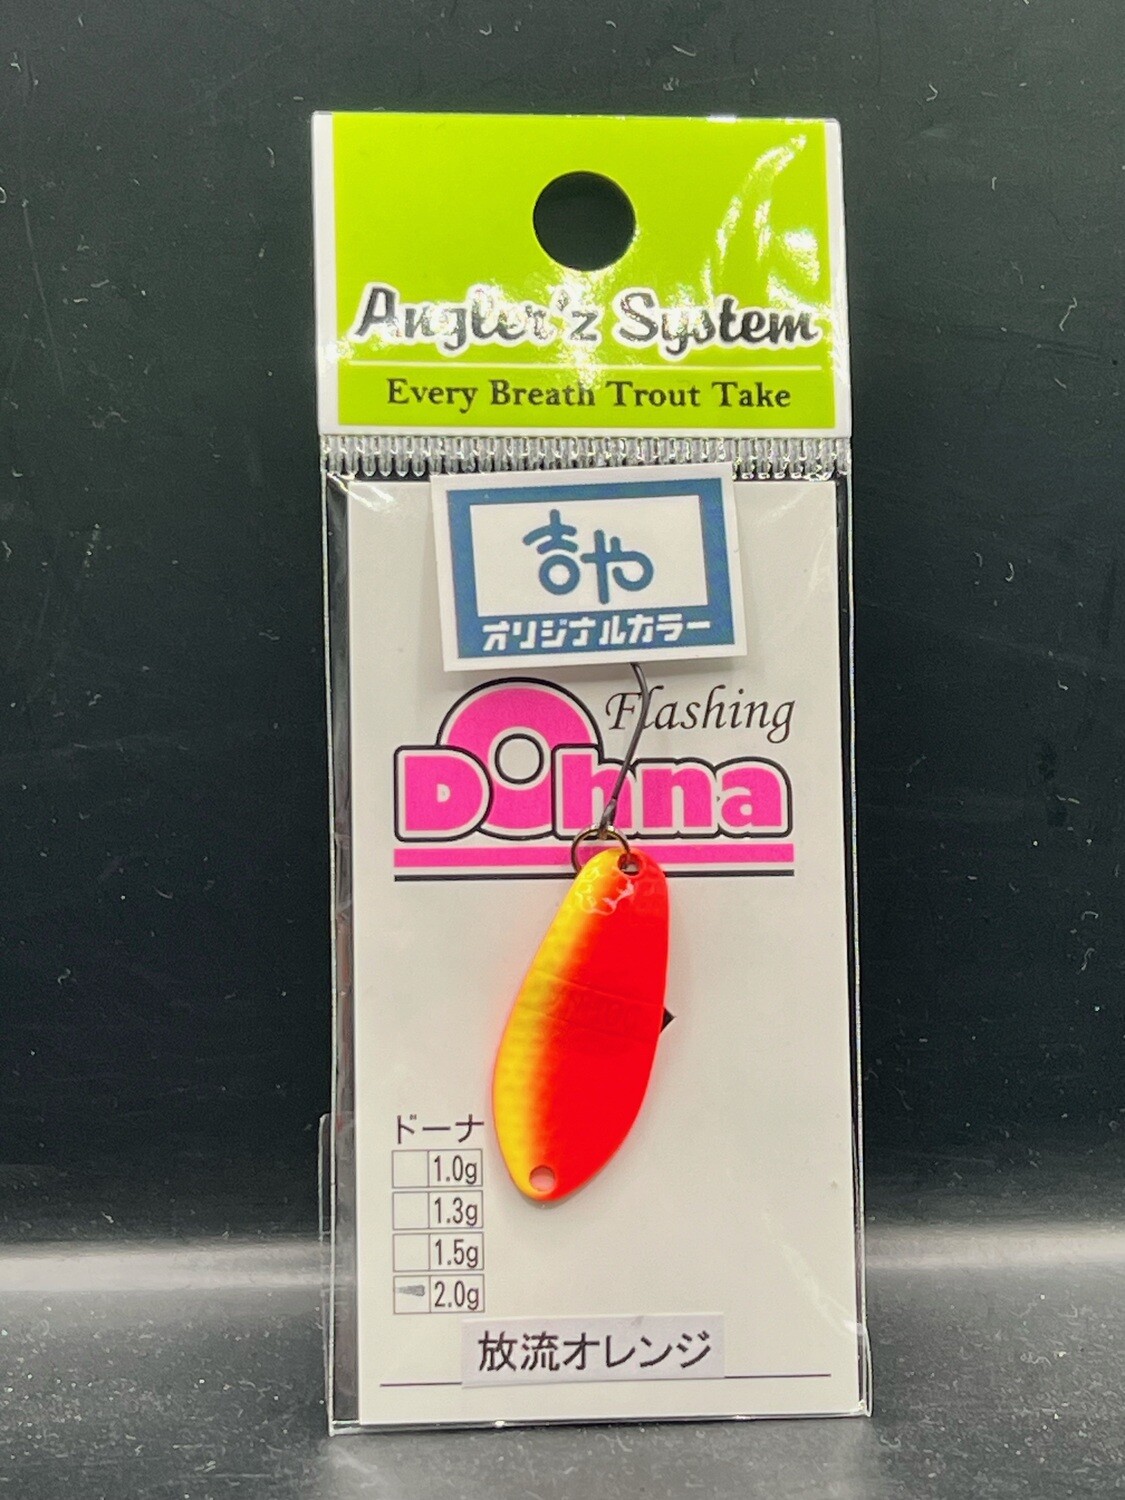 Angler'z System
Every Breath Trout Take
吉や
オリジナルカラー
Flashing
Dohna
ドーナ
1.0g
1.3g
1.5g
2.0g
放流オレンジ